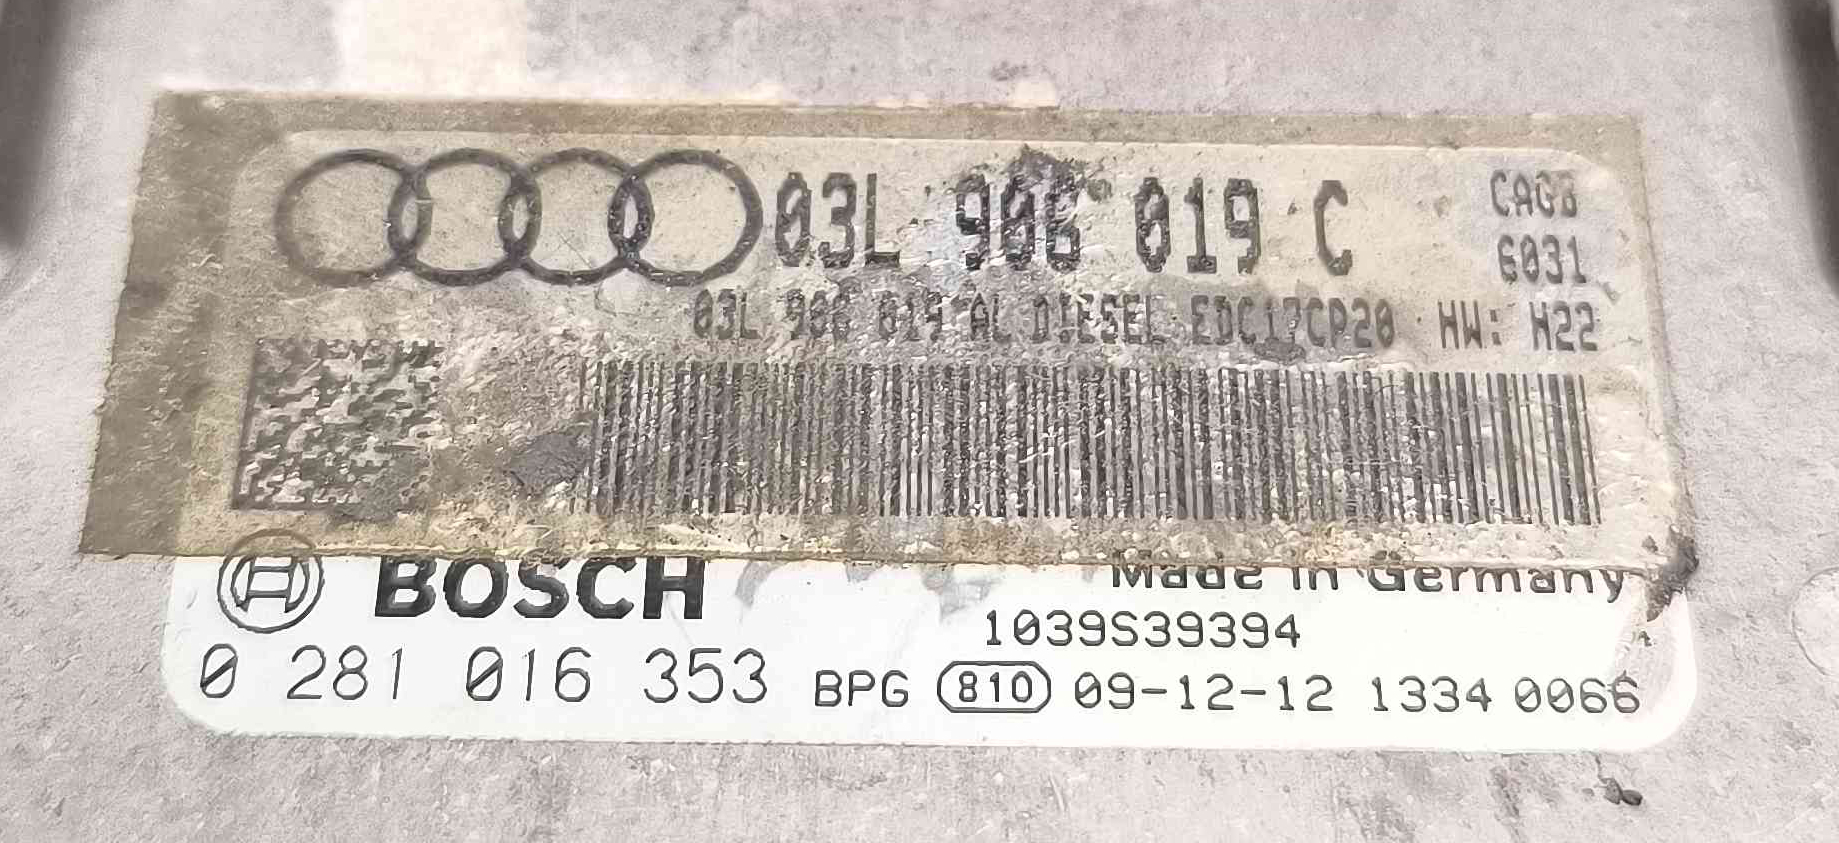 03L 906 019 C CAGB
6031
03L 906 019 AL DIESEL EDC17CP20 HW: H22
BOSCH Made in Germany
1039S39394
0 281 016 353 BPG 810 09-12-12 1334 0066